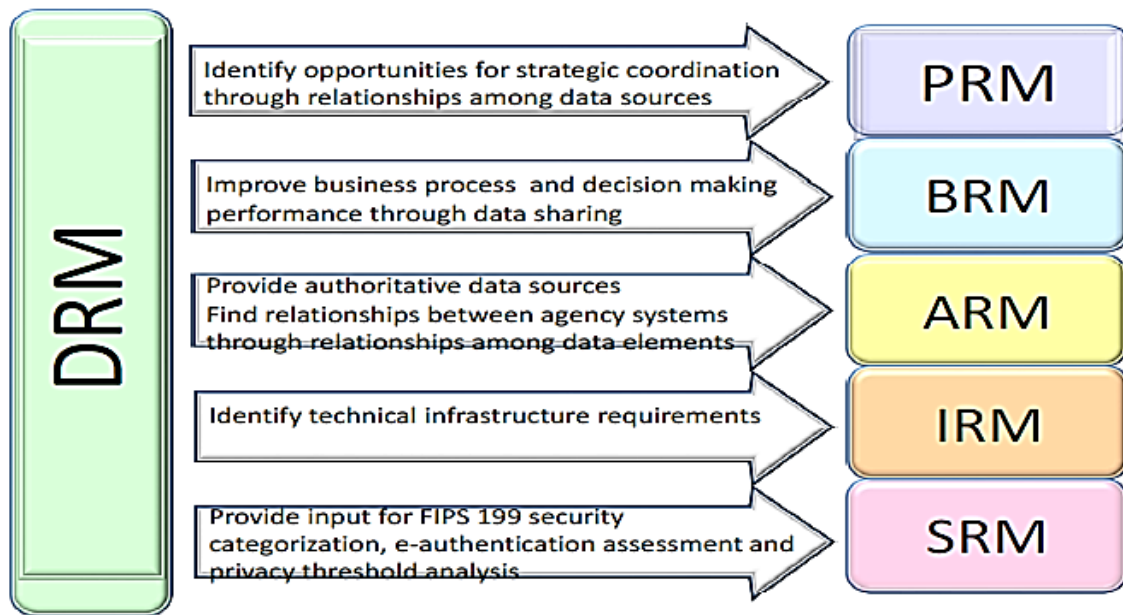 DRM
Identify opportunities for strategic coordination
through relationships among data sources
PRM
Improve business process and decision making
performance through data sharing
BRM
Provide authoritative data sources
Find relationships between agency systems
through relationships among data elements
ARM
Identify technical infrastructure requirements
IRM
Provide input for FIPS 199 security
categorization, e-authentication assessment and
privacy threshold analysis
SRM